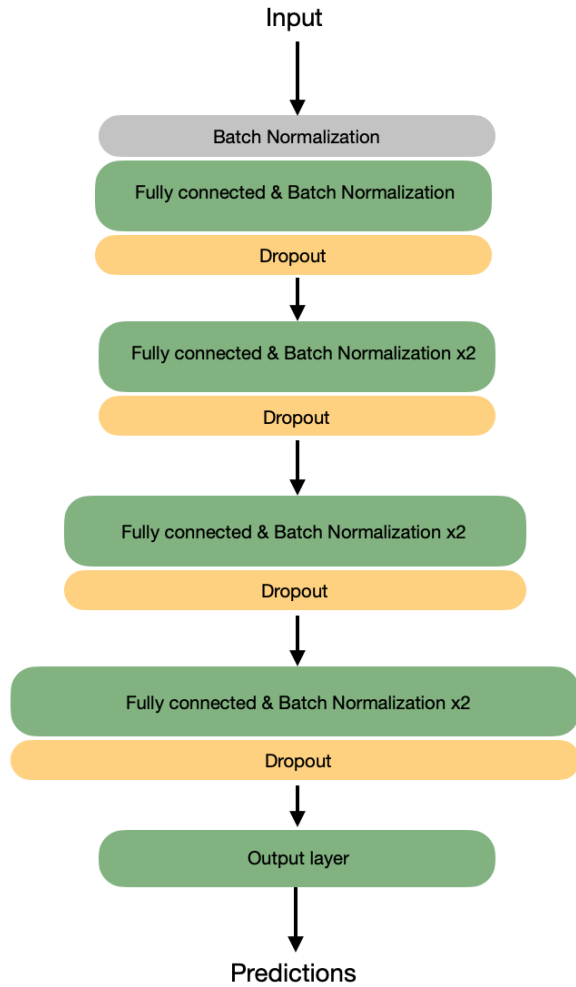 Input
Batch Normalization
Fully connected & Batch Normalization
Dropout
Fully connected & Batch Normalization x2
Dropout
Fully connected & Batch Normalization x2
Dropout
Fully connected & Batch Normalization x2
Dropout
Output layer
Predictions